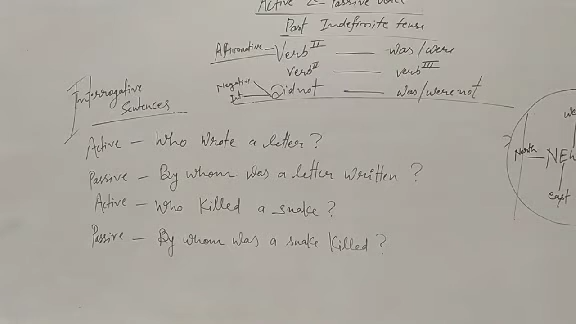 Active & Passive Voice
Past Indefinite tense
Affirmative — Verb II — was/were
verb II — verb III
Negative
Int
Did not — was/were not
Interrogative
Sentences
Active – Who wrote a letter?
Passive – By whom was a letter written?
Active – Who killed a snake?
Passive – By whom was a snake killed?
We
North
NE
East